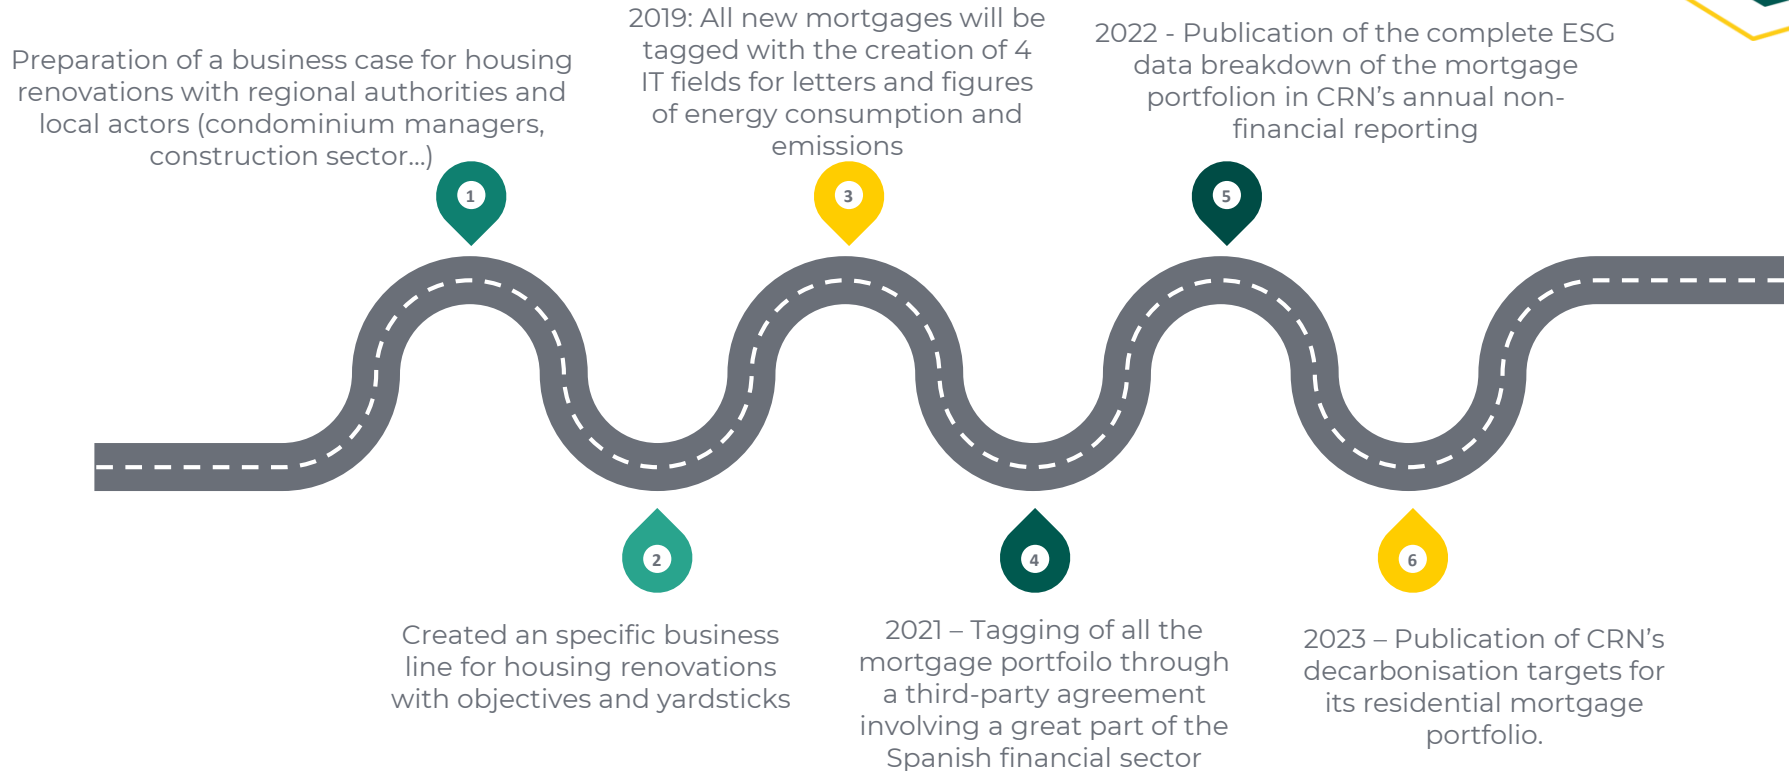 Preparation of a business case for housing
renovations with regional authorities and
local actors (condominium managers,
construction sector...)
1
Created an specific business
line for housing renovations
with objectives and yardsticks
2
2019: All new mortgages will be
tagged with the creation of 4
IT fields for letters and figures
of energy consumption and
emissions
3
2021 – Tagging of all the
mortgage portfoilo through
a third-party agreement
involving a great part of the
Spanish financial sector
4
2022 - Publication of the complete ESG
data breakdown of the mortgage
portfolion in CRN's annual non-
financial reporting
5
2023 – Publication of CRN's
decarbonisation targets for
its residential mortgage
portfolio.
6